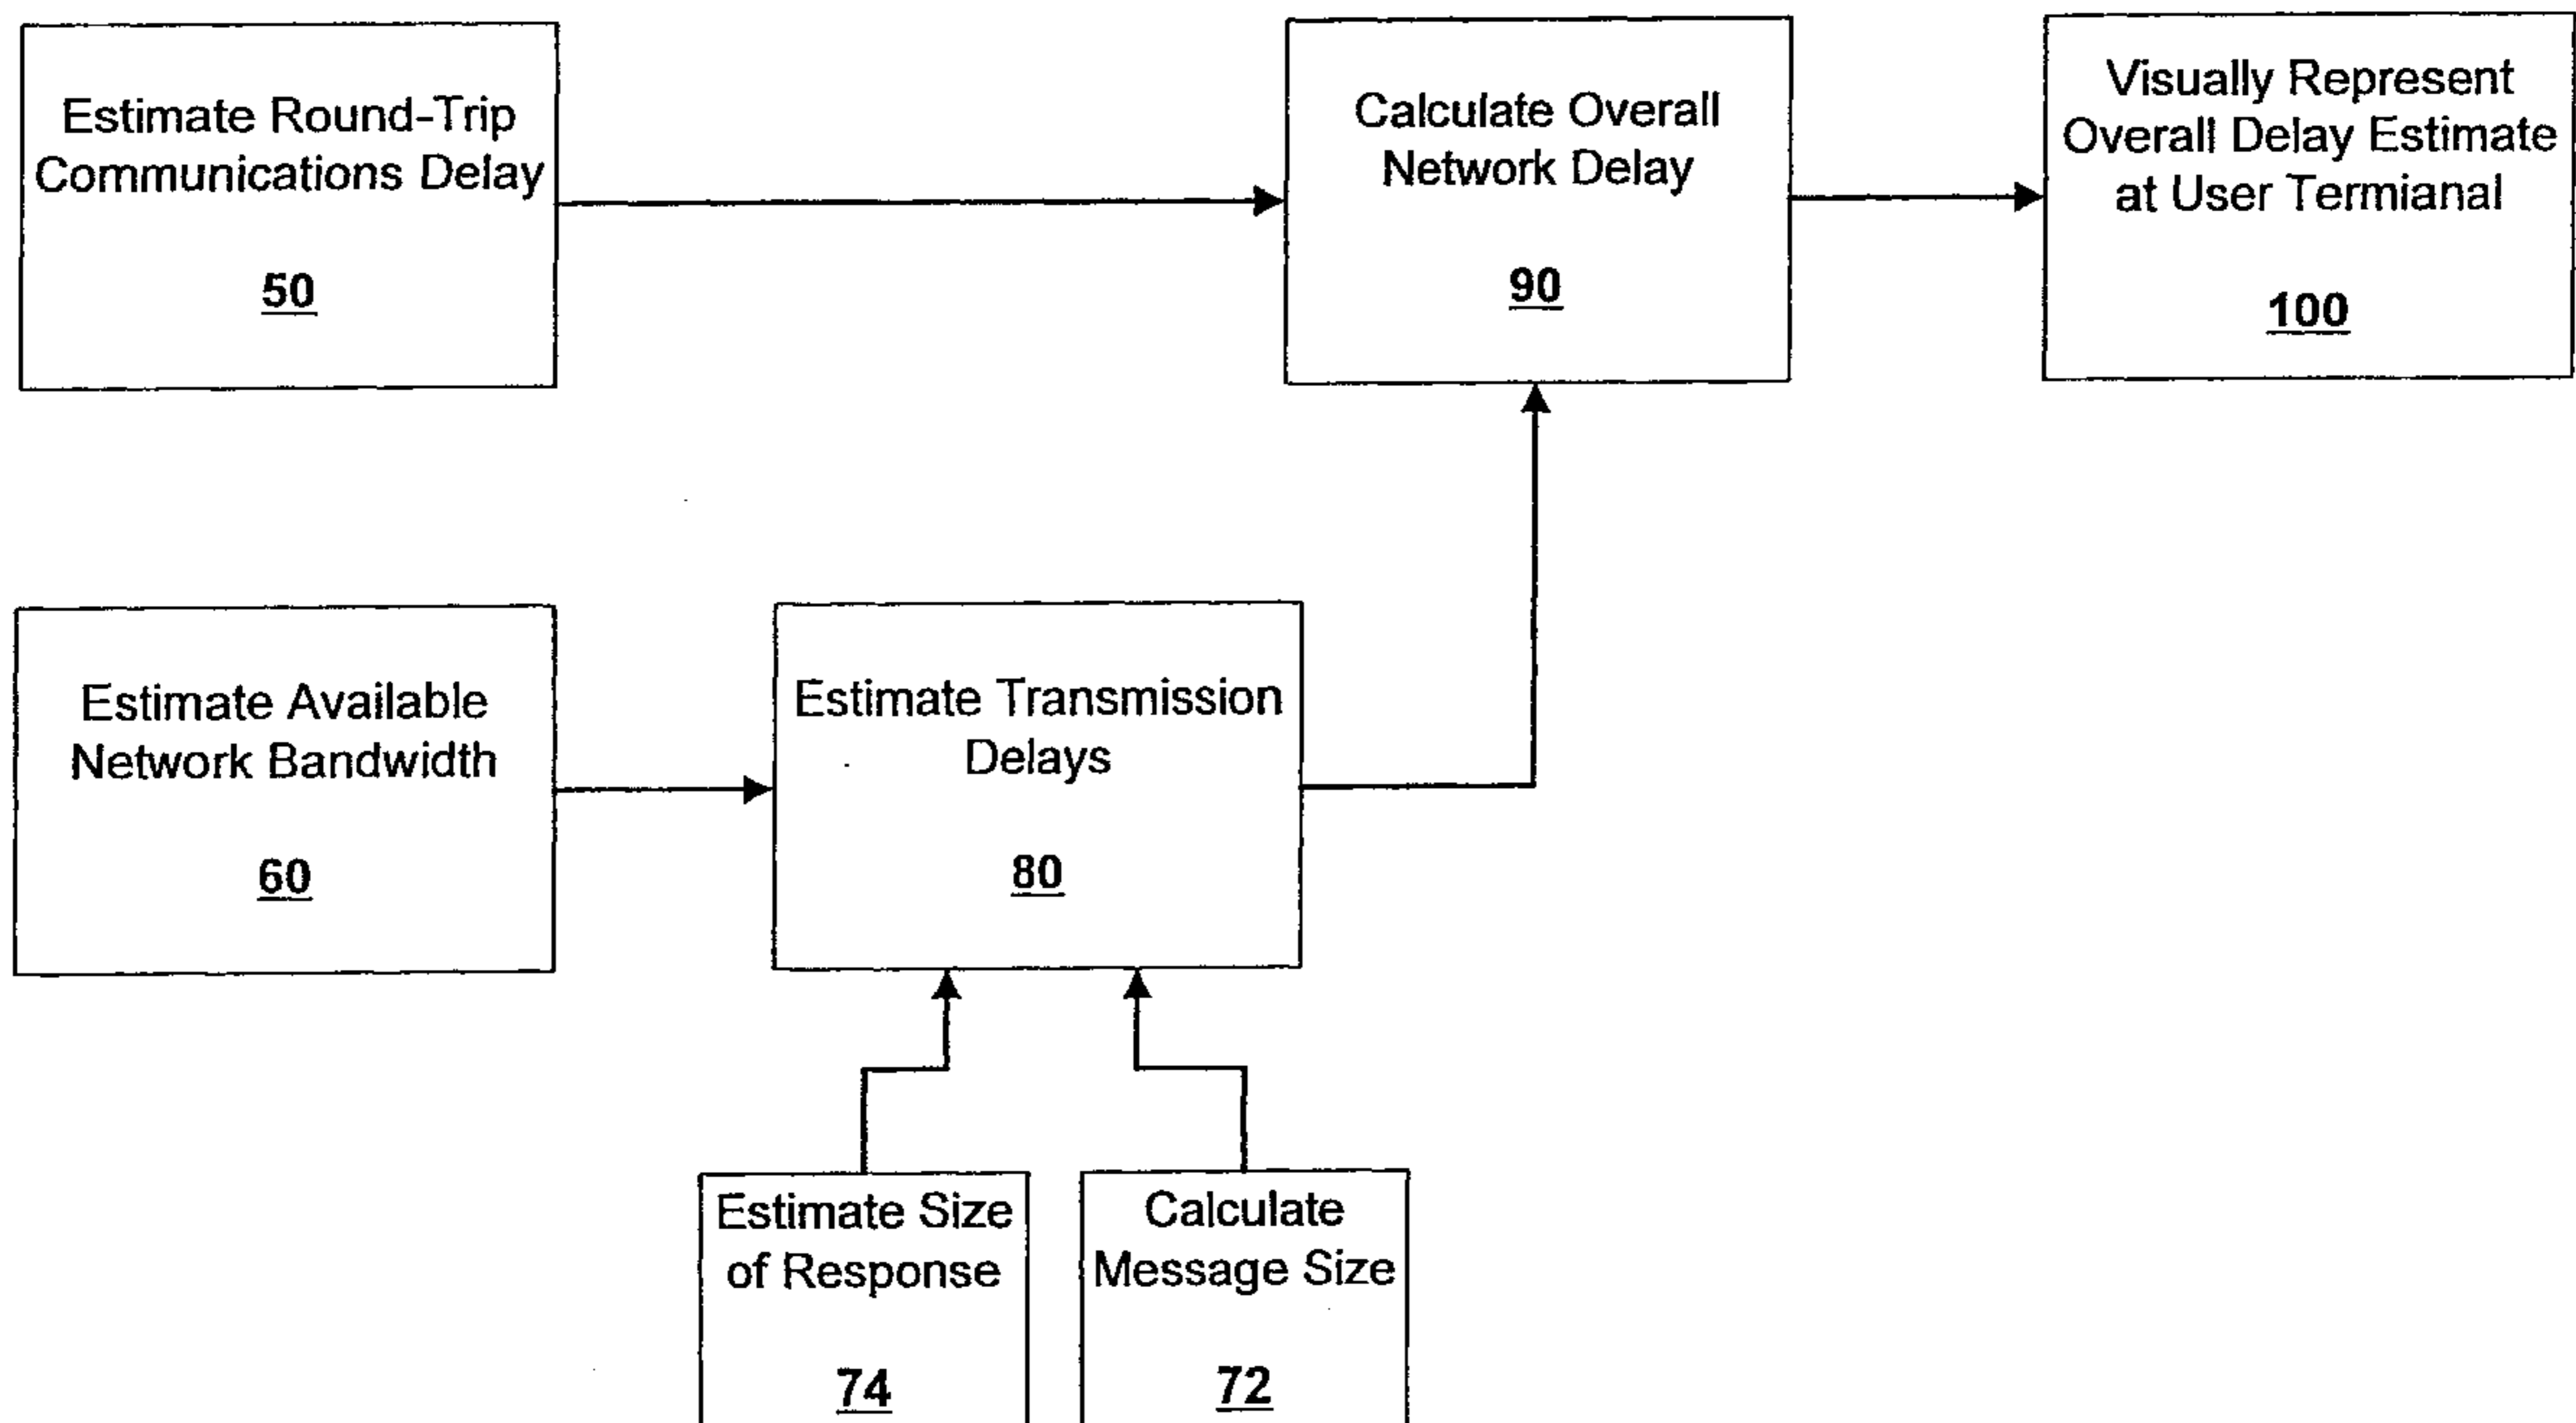 Estimate Round-Trip
Communications Delay
50
Calculate Overall
Network Delay
90
Visually Represent
Overall Delay Estimate
at User Termianal
100
Estimate Available
Network Bandwidth
60
Estimate Transmission
Delays
80
Estimate Size
of Response
74
Calculate
Message Size
72